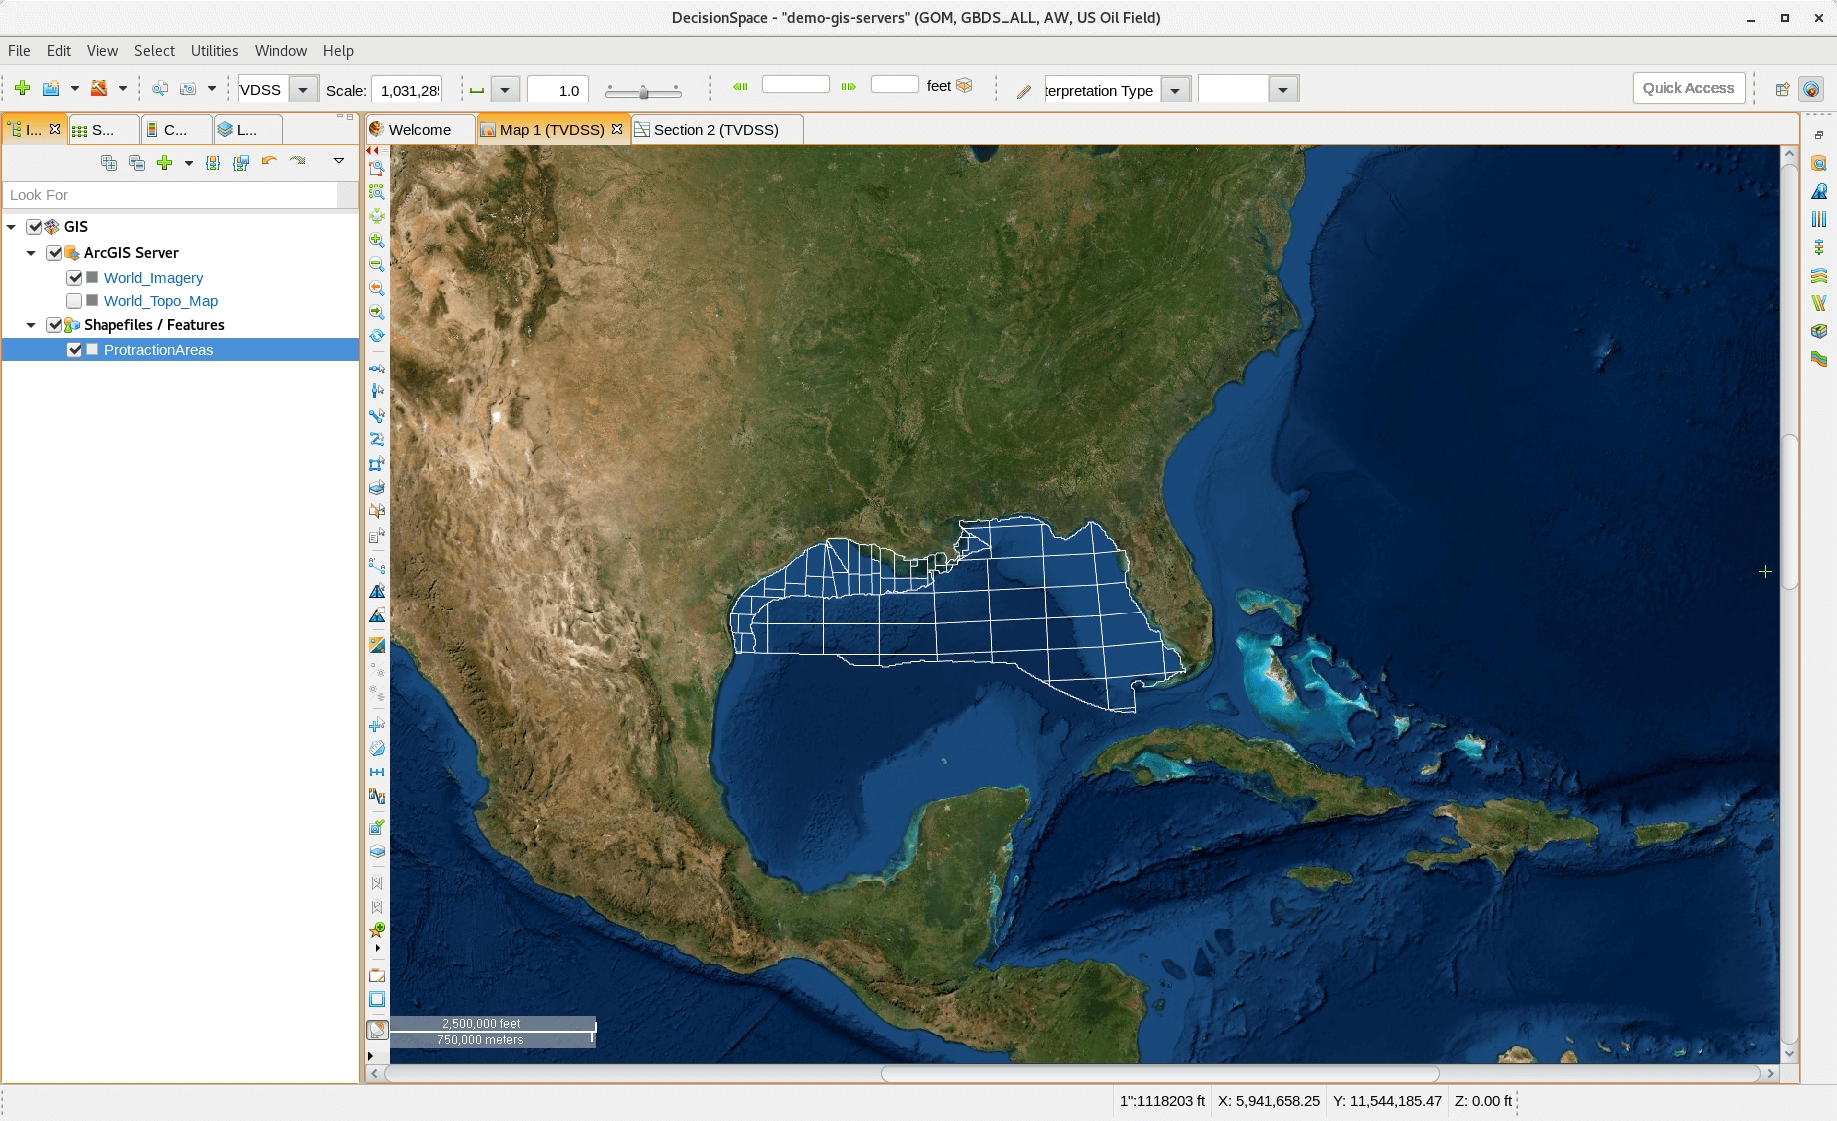 DecisionSpace - "demo-gis-servers" (GOM, GBDS_ALL, AW, US Oil Field)
File Edit View Select Utilities Window Help
VDSS Scale: 1,031,28 1.0 feet terpretation Type Quick Access
I... S... C... L... Welcome Map 1 (TVDSS) Section 2 (TVDSS)
Look For
GIS
ArcGIS Server
World_Imagery
World_Topo_Map
Shapefiles / Features
ProtractionAreas
2,500,000 feet
750,000 meters
1":1118203 ft X: 5,941,658.25 Y: 11,544,185.47 Z: 0.00 ft